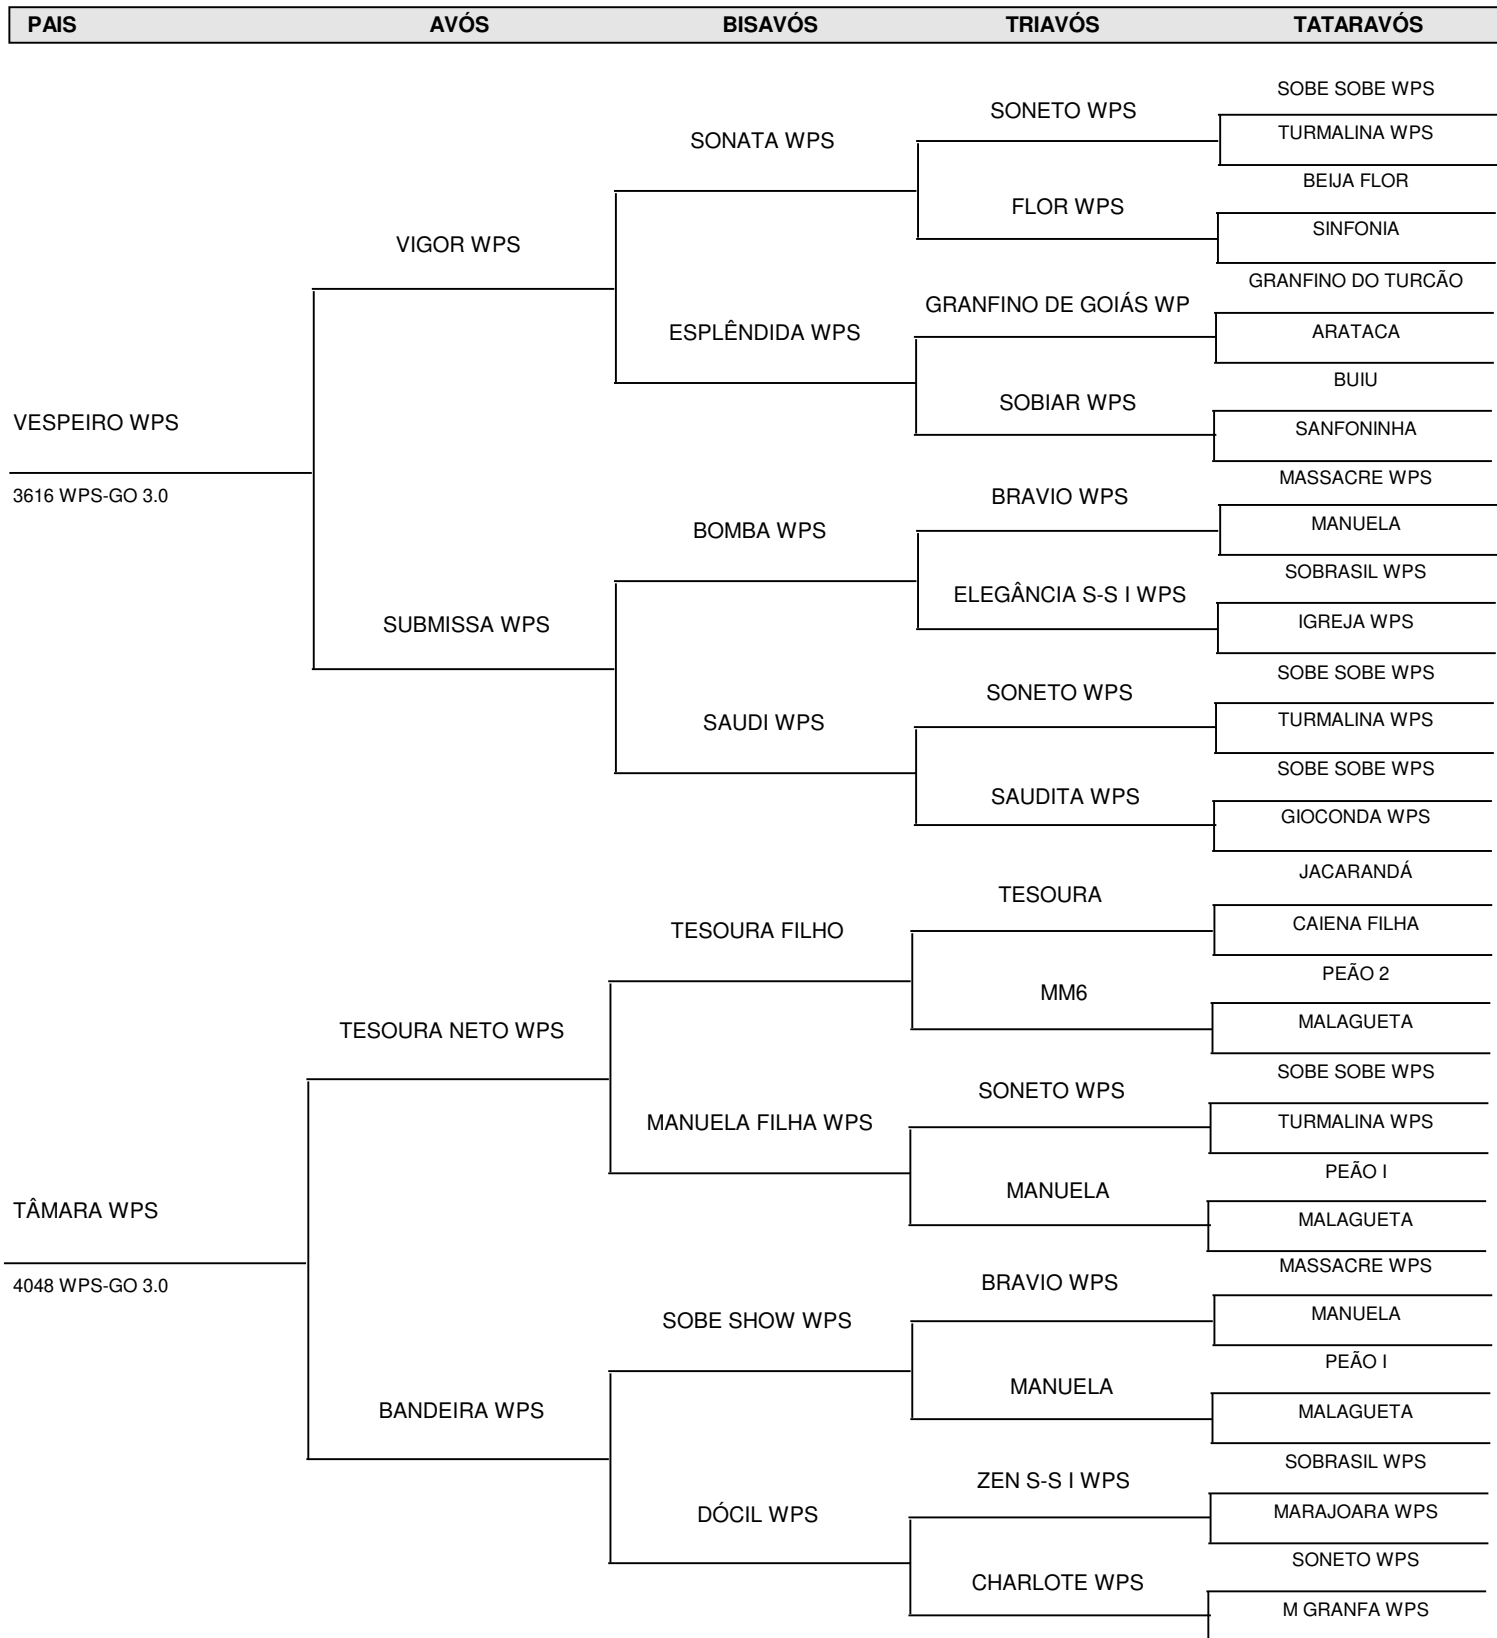 PAIS AVÓS BISAVÓS TRIAVÓS TATARAVÓS
SOBE SOBE WPS
SONETO WPS
TURMALINA WPS
SONATA WPS
BEIJA FLOR
FLOR WPS
SINFONIA
VIGOR WPS
GRANFINO DO TURCÃO
GRANFINO DE GOIÁS WP
ARATACA
ESPLÊNDIDA WPS
BUIU
SOBIAR WPS
SANFONINHA
VESPEIRO WPS
3616 WPS-GO 3.0
MASSACRE WPS
BRAVIO WPS
MANUELA
BOMBA WPS
SOBRASIL WPS
ELEGÂNCIA S-S I WPS
IGREJA WPS
SUBMISSA WPS
SOBE SOBE WPS
SONETO WPS
TURMALINA WPS
SAUDI WPS
SOBE SOBE WPS
SAUDITA WPS
GIOCONDA WPS
JACARANDÁ
TESOURA
CAIENA FILHA
TESOURA FILHO
PEÃO 2
MM6
MALAGUETA
TESOURA NETO WPS
SOBE SOBE WPS
SONETO WPS
TURMALINA WPS
MANUELA FILHA WPS
PEÃO I
MANUELA
MALAGUETA
TÂMARA WPS
4048 WPS-GO 3.0
MASSACRE WPS
BRAVIO WPS
MANUELA
SOBE SHOW WPS
PEÃO I
MANUELA
MALAGUETA
BANDEIRA WPS
SOBRASIL WPS
ZEN S-S I WPS
MARAJOARA WPS
DÓCIL WPS
SONETO WPS
CHARLOTE WPS
M GRANFA WPS